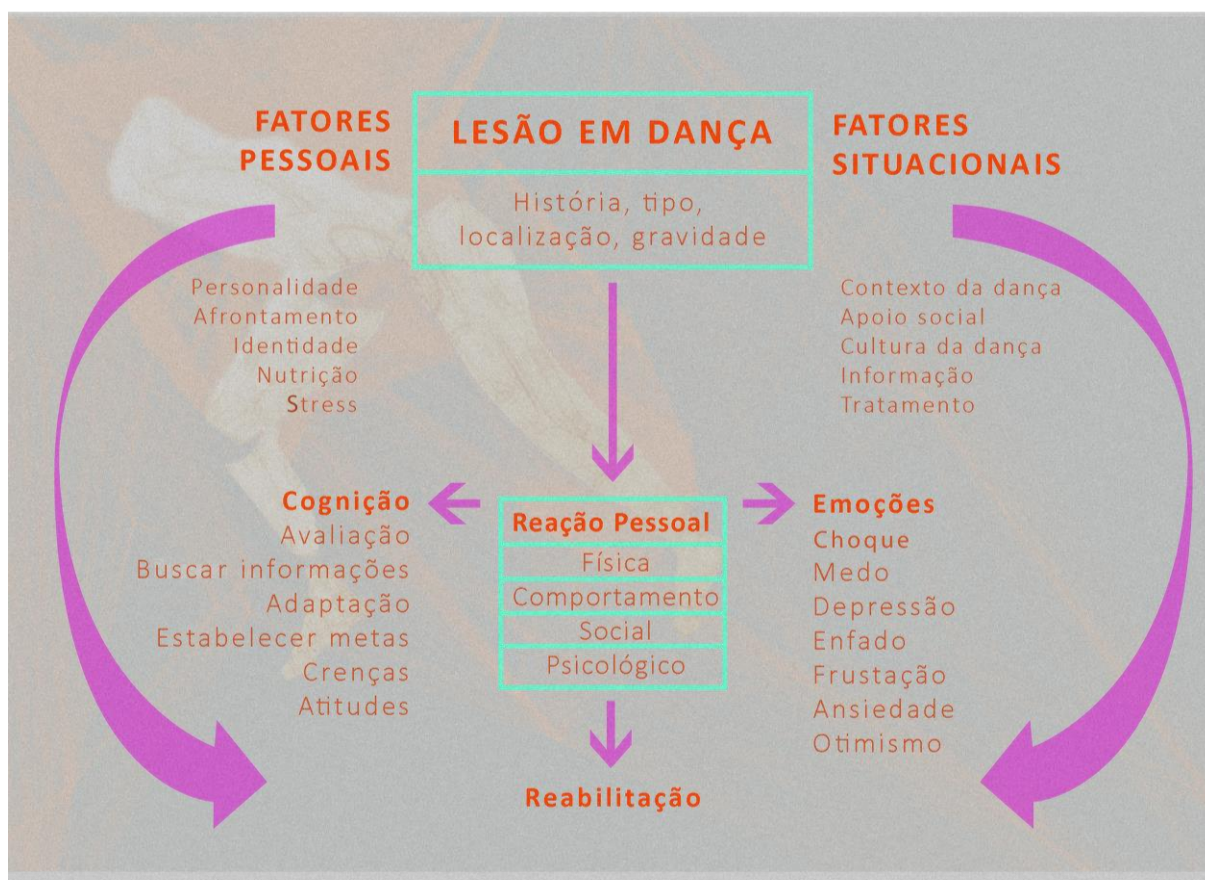 FATORES
PESSOAIS
LESÃO EM DANÇA
História, tipo,
localização, gravidade
FATORES
SITUACIONAIS
Personalidade
Afrontamento
Identidade
Nutrição
Stress
Contexto da dança
Apoio social
Cultura da dança
Informação
Tratamento
Cognição
Avaliação
Buscar informações
Adaptação
Estabelecer metas
Crenças
Atitudes
Reação Pessoal
Física
Comportamento
Social
Psicológico
Emoções
Choque
Medo
Depressão
Enfado
Frustação
Ansiedade
Otimismo
Reabilitação